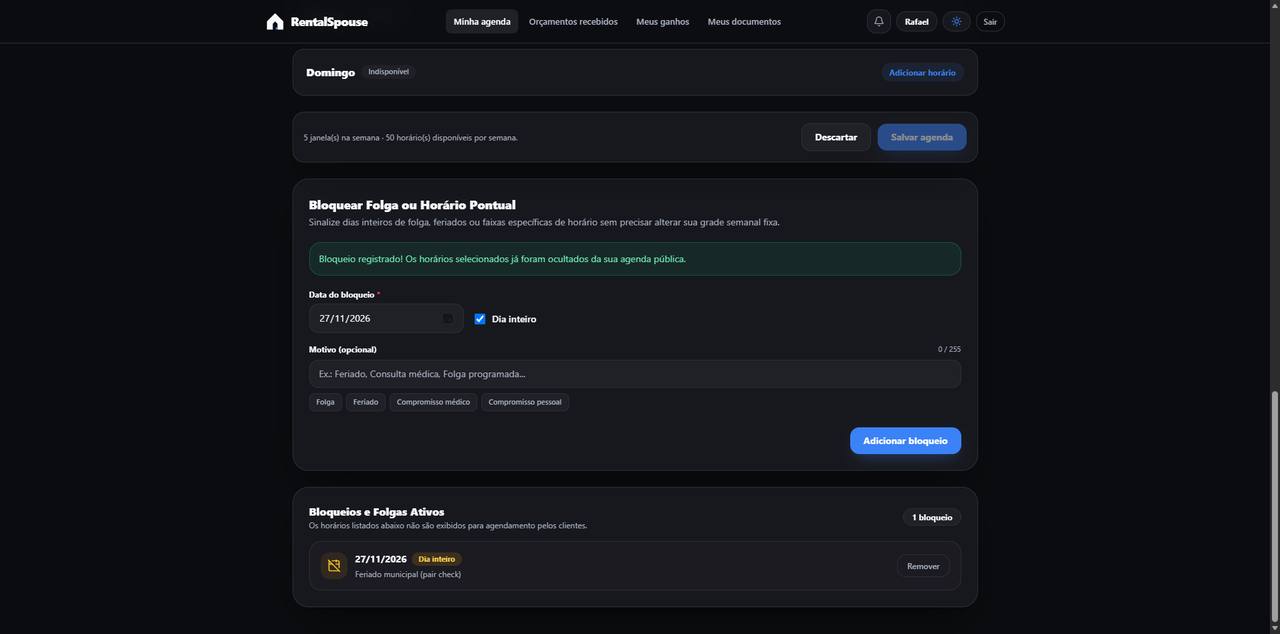 RentalSpouse
Minha agenda
Orçamentos recebidos
Meus ganhos
Meus documentos
Rafael
Sair
Domingo
Indisponível
Adicionar horário
5 janela(s) na semana · 50 horário(s) disponíveis por semana.
Descartar
Salvar agenda
Bloquear Folga ou Horário Pontual
Sinalize dias inteiros de folga, feriados ou faixas específicas de horário sem precisar alterar sua grade semanal fixa.
Bloqueio registrado! Os horários selecionados já foram ocultados da sua agenda pública.
Data do bloqueio *
27/11/2026
Dia inteiro
Motivo (opcional)
0 / 255
Ex.: Feriado, Consulta médica, Folga programada...
Folga
Feriado
Compromisso médico
Compromisso pessoal
Adicionar bloqueio
Bloqueios e Folgas Ativos
Os horários listados abaixo não são exibidos para agendamento pelos clientes.
1 bloqueio
27/11/2026
Dia inteiro
Feriado municipal (pair check)
Remover